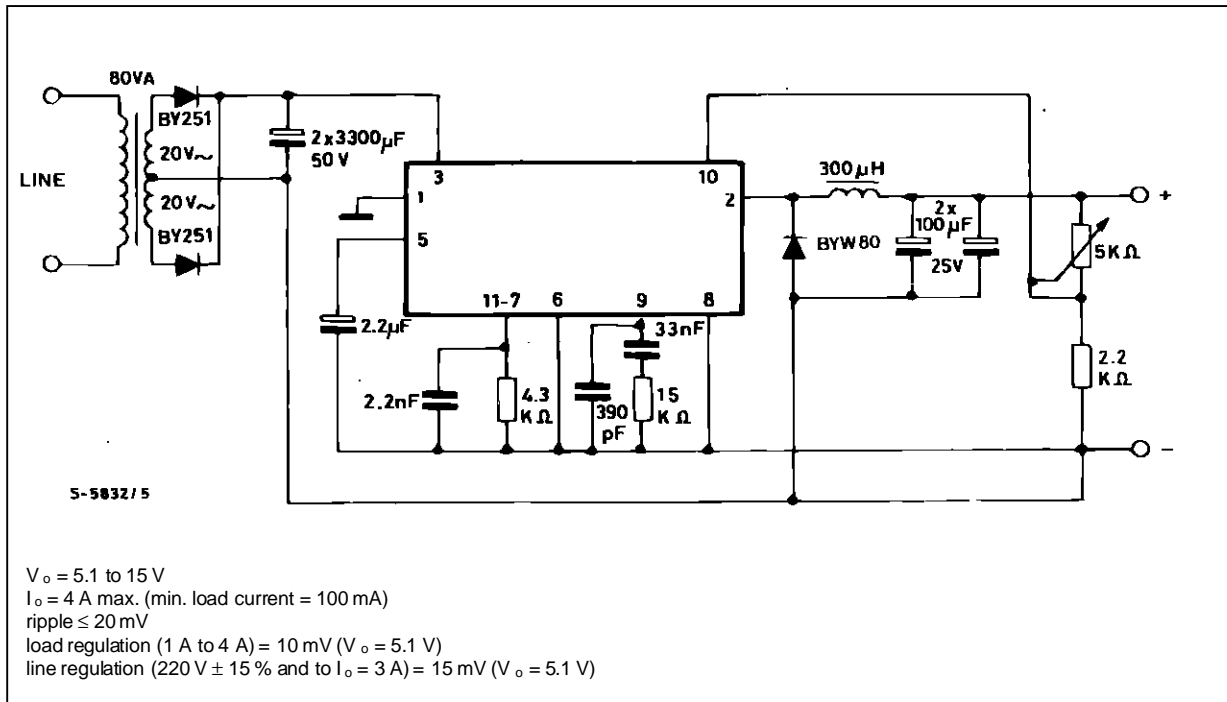 80VA
BY251
20V~
LINE
20V~
BY251
2x3300µF
50V
3
10
1
2
5
11-7
6
9
8
300µH
2x
100µF
25V
BYW80
+
5KΩ
2.2µF
33nF
2.2nF
4.3
KΩ
390
pF
15
KΩ
2.2
KΩ
–
S-5832/5
V o = 5.1 to 15 V
I o = 4 A max. (min. load current = 100 mA)
ripple ≤ 20 mV
load regulation (1 A to 4 A) = 10 mV (V o = 5.1 V)
line regulation (220 V ± 15 % and to I o = 3 A) = 15 mV (V o = 5.1 V)